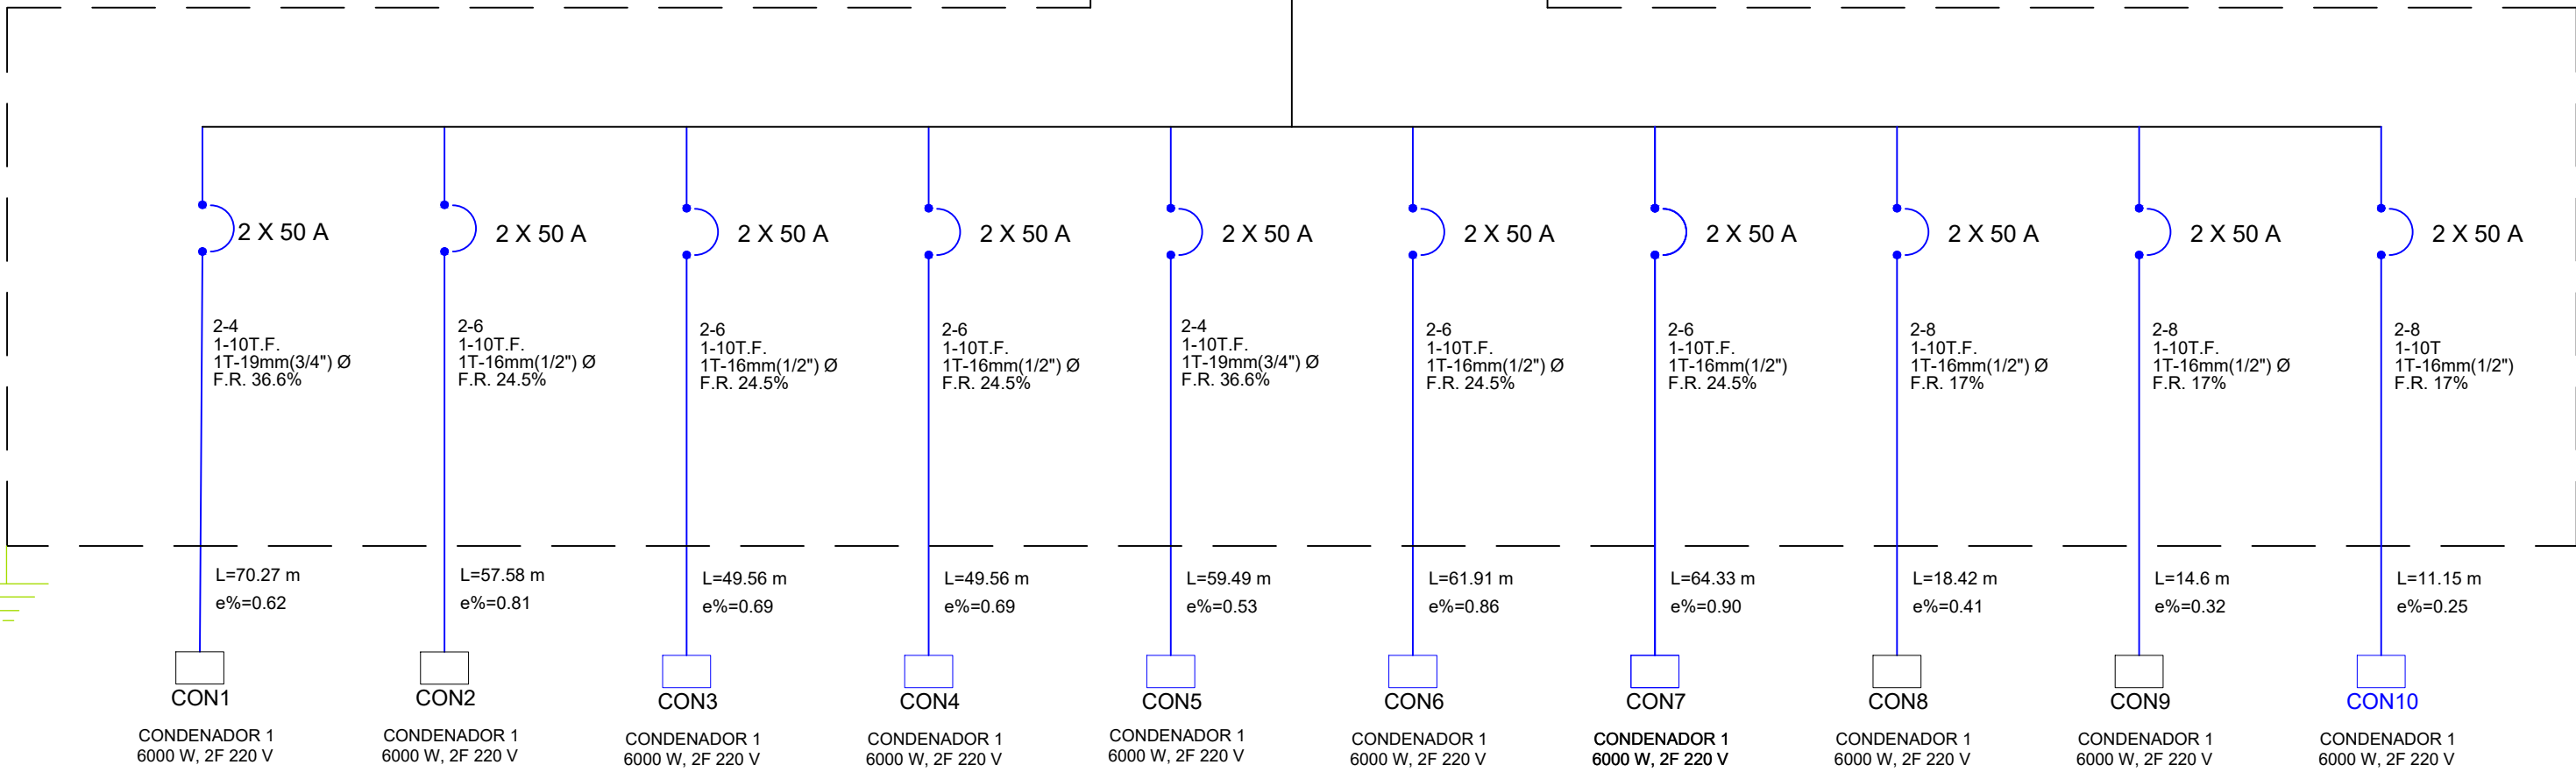 2 X 50 A
2-4
1-10T.F.
1T-19mm(3/4") Ø
F.R. 36.6%
L=70.27 m
e%=0.62
CON1
CONDENADOR 1
6000 W, 2F 220 V
2 X 50 A
2-6
1-10T.F.
1T-16mm(1/2") Ø
F.R. 24.5%
L=57.58 m
e%=0.81
CON2
CONDENADOR 1
6000 W, 2F 220 V
2 X 50 A
2-6
1-10T.F.
1T-16mm(1/2") Ø
F.R. 24.5%
L=49.56 m
e%=0.69
CON3
CONDENADOR 1
6000 W, 2F 220 V
2 X 50 A
2-6
1-10T.F.
1T-16mm(1/2") Ø
F.R. 24.5%
L=49.56 m
e%=0.69
CON4
CONDENADOR 1
6000 W, 2F 220 V
2 X 50 A
2-4
1-10T.F.
1T-19mm(3/4") Ø
F.R. 36.6%
L=59.49 m
e%=0.53
CON5
CONDENADOR 1
6000 W, 2F 220 V
2 X 50 A
2-6
1-10T.F.
1T-16mm(1/2") Ø
F.R. 24.5%
L=61.91 m
e%=0.86
CON6
CONDENADOR 1
6000 W, 2F 220 V
2 X 50 A
2-6
1-10T.F.
1T-16mm(1/2")
F.R. 24.5%
L=64.33 m
e%=0.90
CON7
CONDENADOR 1
6000 W, 2F 220 V
2 X 50 A
2-8
1-10T.F.
1T-16mm(1/2") Ø
F.R. 17%
L=18.42 m
e%=0.41
CON8
CONDENADOR 1
6000 W, 2F 220 V
2 X 50 A
2-8
1-10T.F.
1T-16mm(1/2") Ø
F.R. 17%
L=14.6 m
e%=0.32
CON9
CONDENADOR 1
6000 W, 2F 220 V
2 X 50 A
2-8
1-10T
1T-16mm(1/2")
F.R. 17%
L=11.15 m
e%=0.25
CON10
CONDENADOR 1
6000 W, 2F 220 V